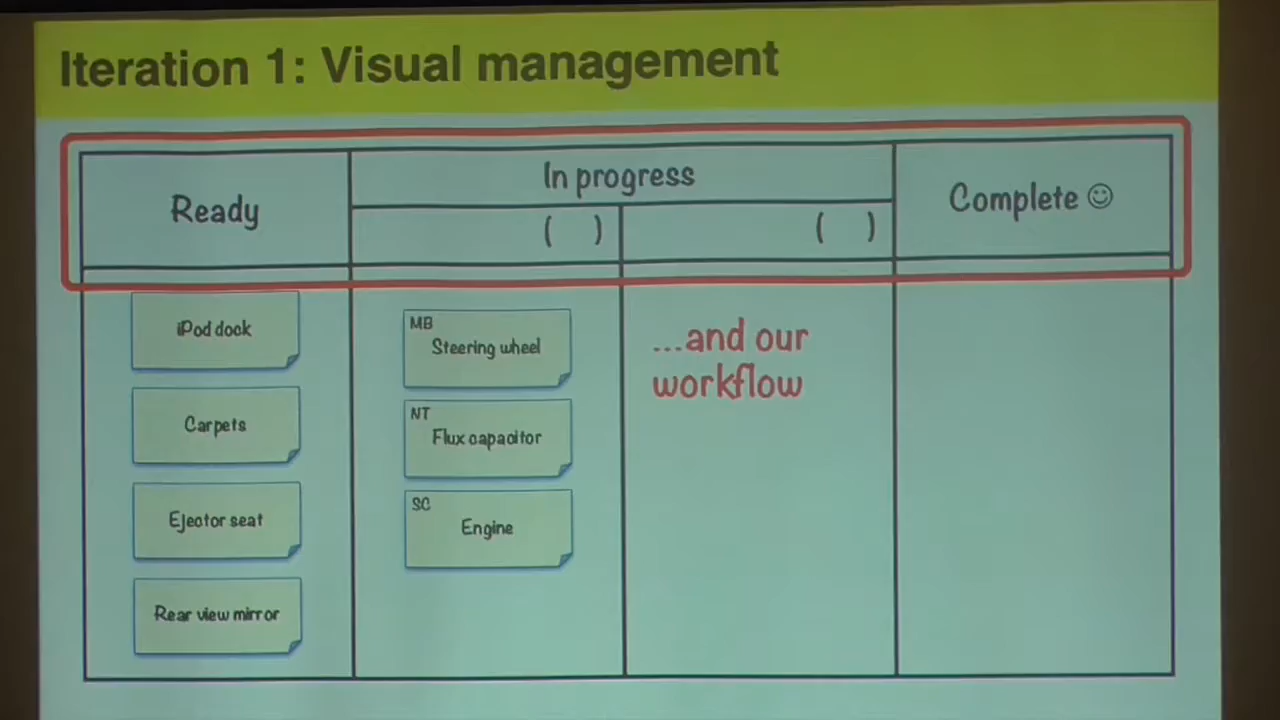 Iteration 1: Visual management
Ready
In progress
Complete ☺
( )
( )
iPod dock
Carpets
Ejector seat
Rear view mirror
MB
Steering wheel
NT
Flux capacitor
SC
Engine
...and our
workflow